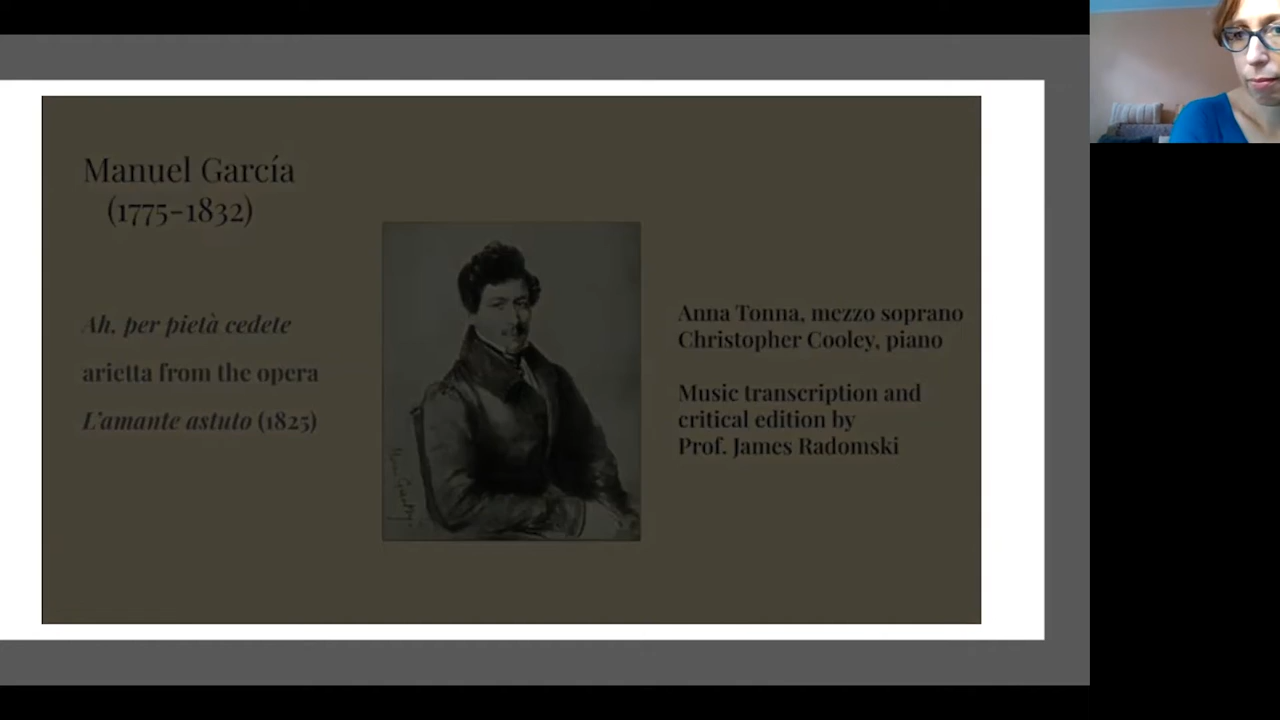 Manuel García
(1775-1832)
Ah, per pietà cedete
arietta from the opera
L'amante astuto (1825)
Anna Tonna, mezzo soprano
Christopher Cooley, piano
Music transcription and
critical edition by
Prof. James Radomski